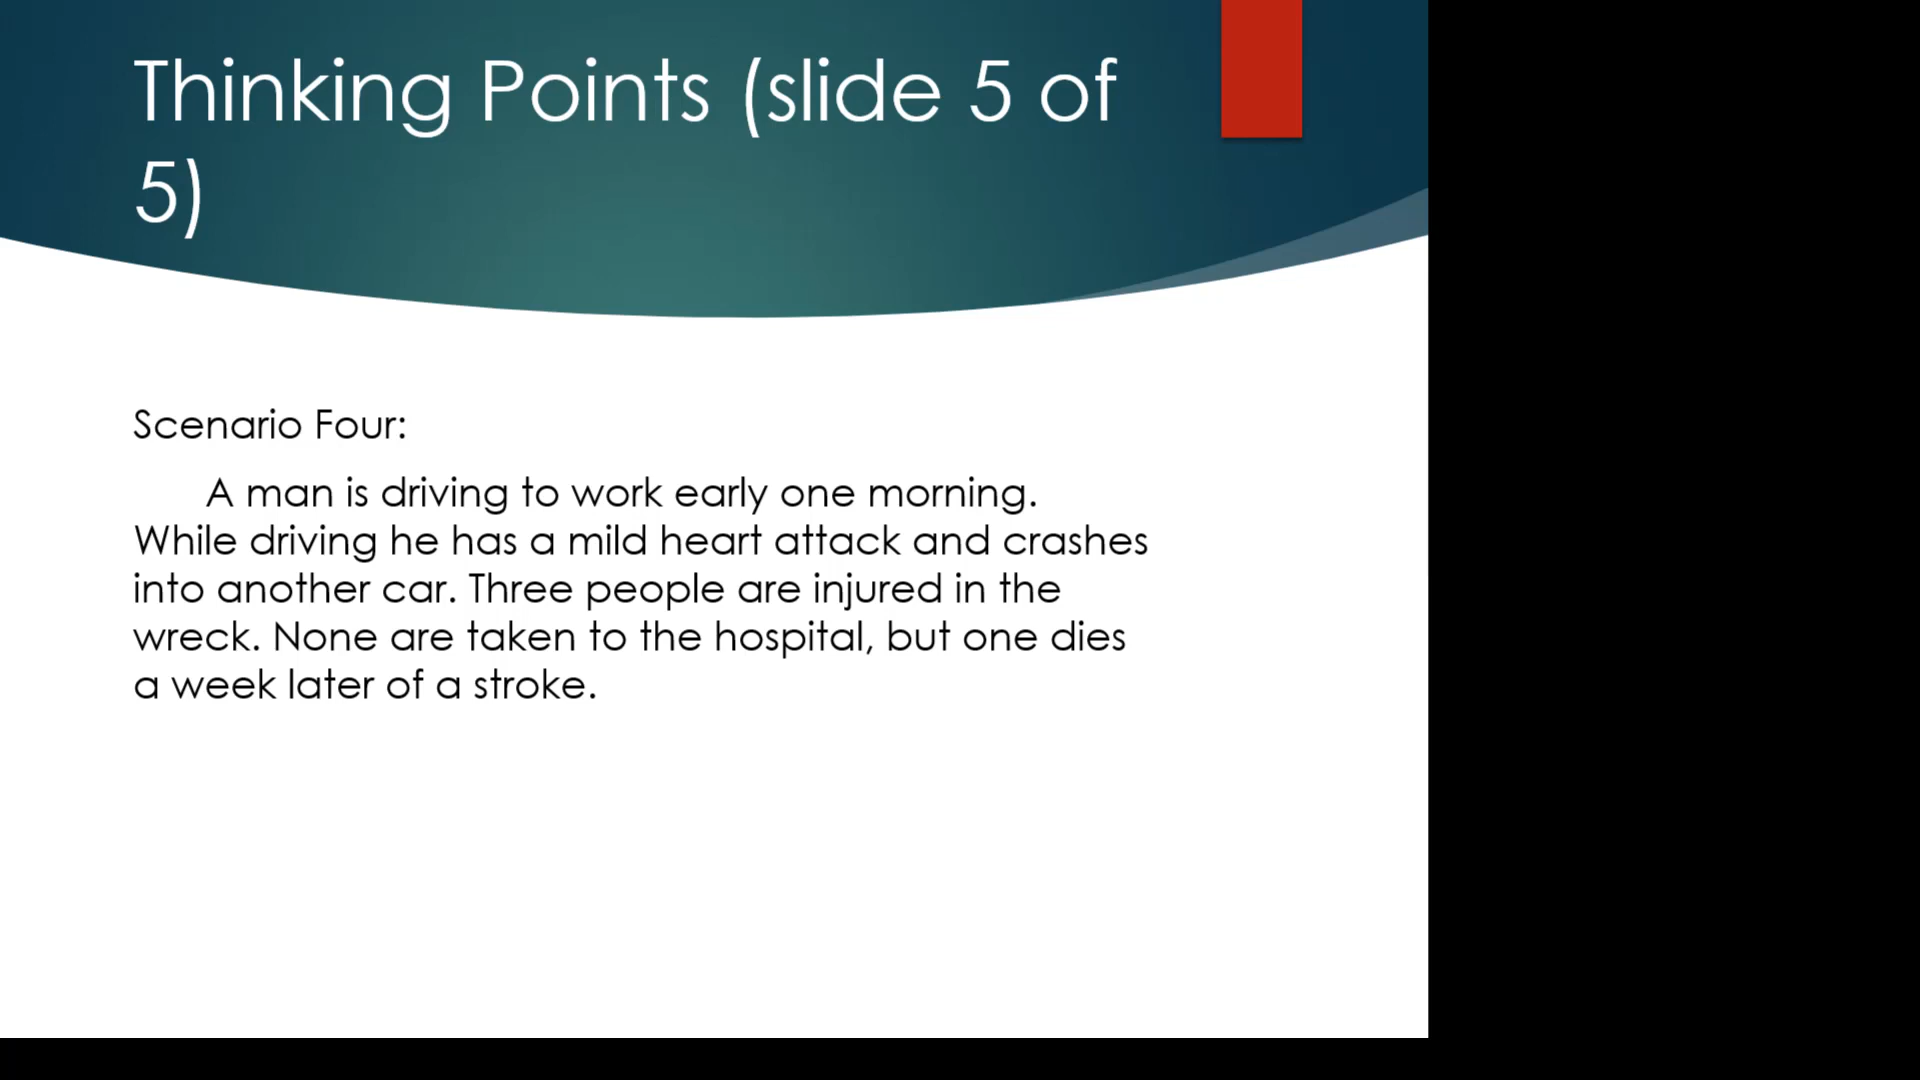 Thinking Points (slide 5 of
5)
Scenario Four:
A man is driving to work early one morning.
While driving he has a mild heart attack and crashes
into another car. Three people are injured in the
wreck. None are taken to the hospital, but one dies
a week later of a stroke.